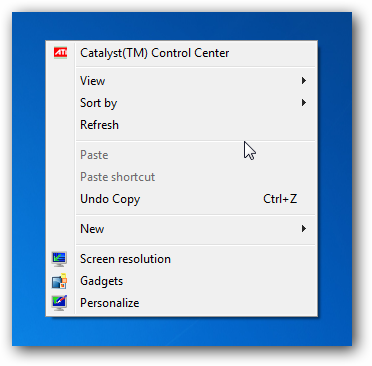 ATI Catalyst(TM) Control Center
View
Sort by
Refresh
Paste
Paste shortcut
Undo Copy Ctrl+Z
New
Screen resolution
Gadgets
Personalize